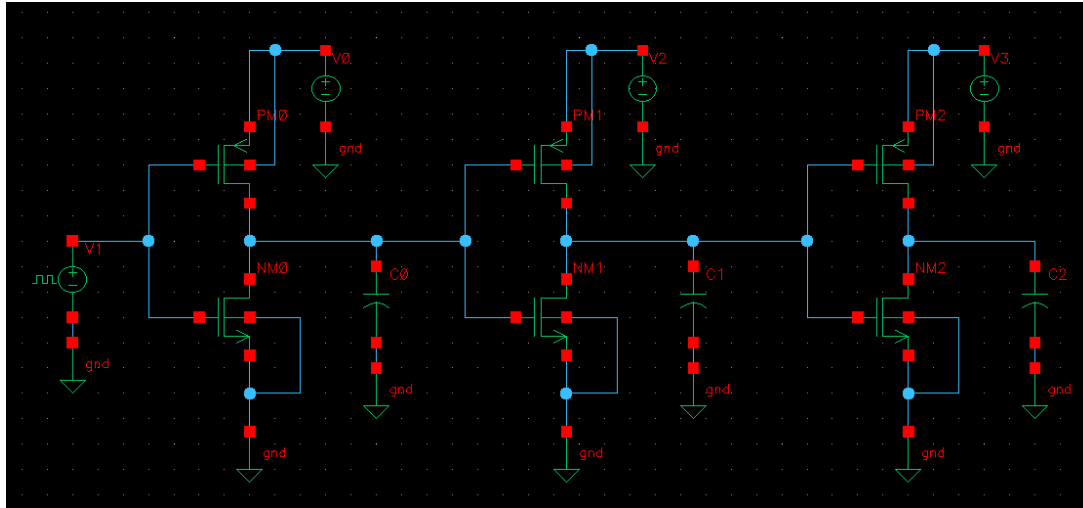 V0
V2
V3
PM0
PM1
PM2
gnd
gnd
gnd
V1
NM0
C0
NM1
C1
NM2
C2
gnd
gnd
gnd
gnd
gnd
gnd
gnd